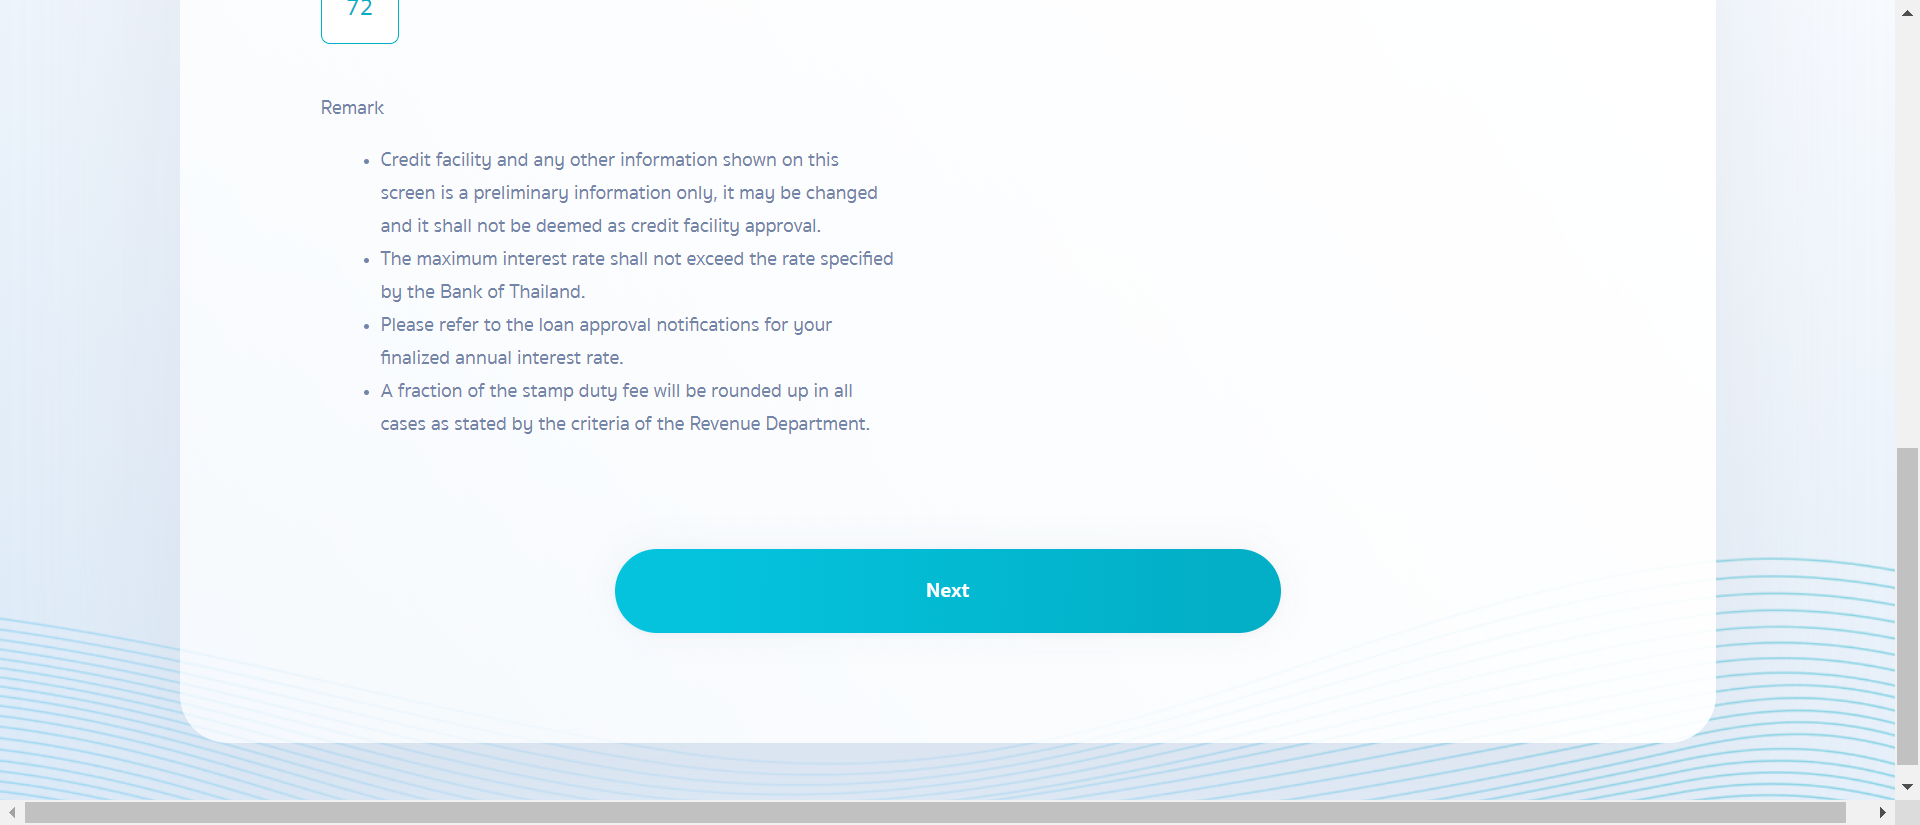 72
Remark
• Credit facility and any other information shown on this
screen is a preliminary information only, it may be changed
and it shall not be deemed as credit facility approval.
• The maximum interest rate shall not exceed the rate specified
by the Bank of Thailand.
• Please refer to the loan approval notifications for your
finalized annual interest rate.
• A fraction of the stamp duty fee will be rounded up in all
cases as stated by the criteria of the Revenue Department.
Next